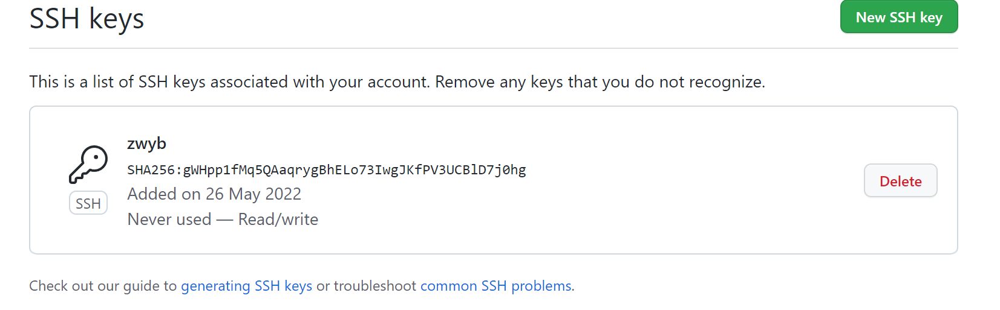 SSH keys
New SSH key
This is a list of SSH keys associated with your account. Remove any keys that you do not recognize.
zwyb
SHA256:gWHpp1fMq5QAaqrygBhELo73IwgJKfPV3UCBlD7j0hg
Added on 26 May 2022
Never used — Read/write
SSH
Delete
Check out our guide to generating SSH keys or troubleshoot common SSH problems.